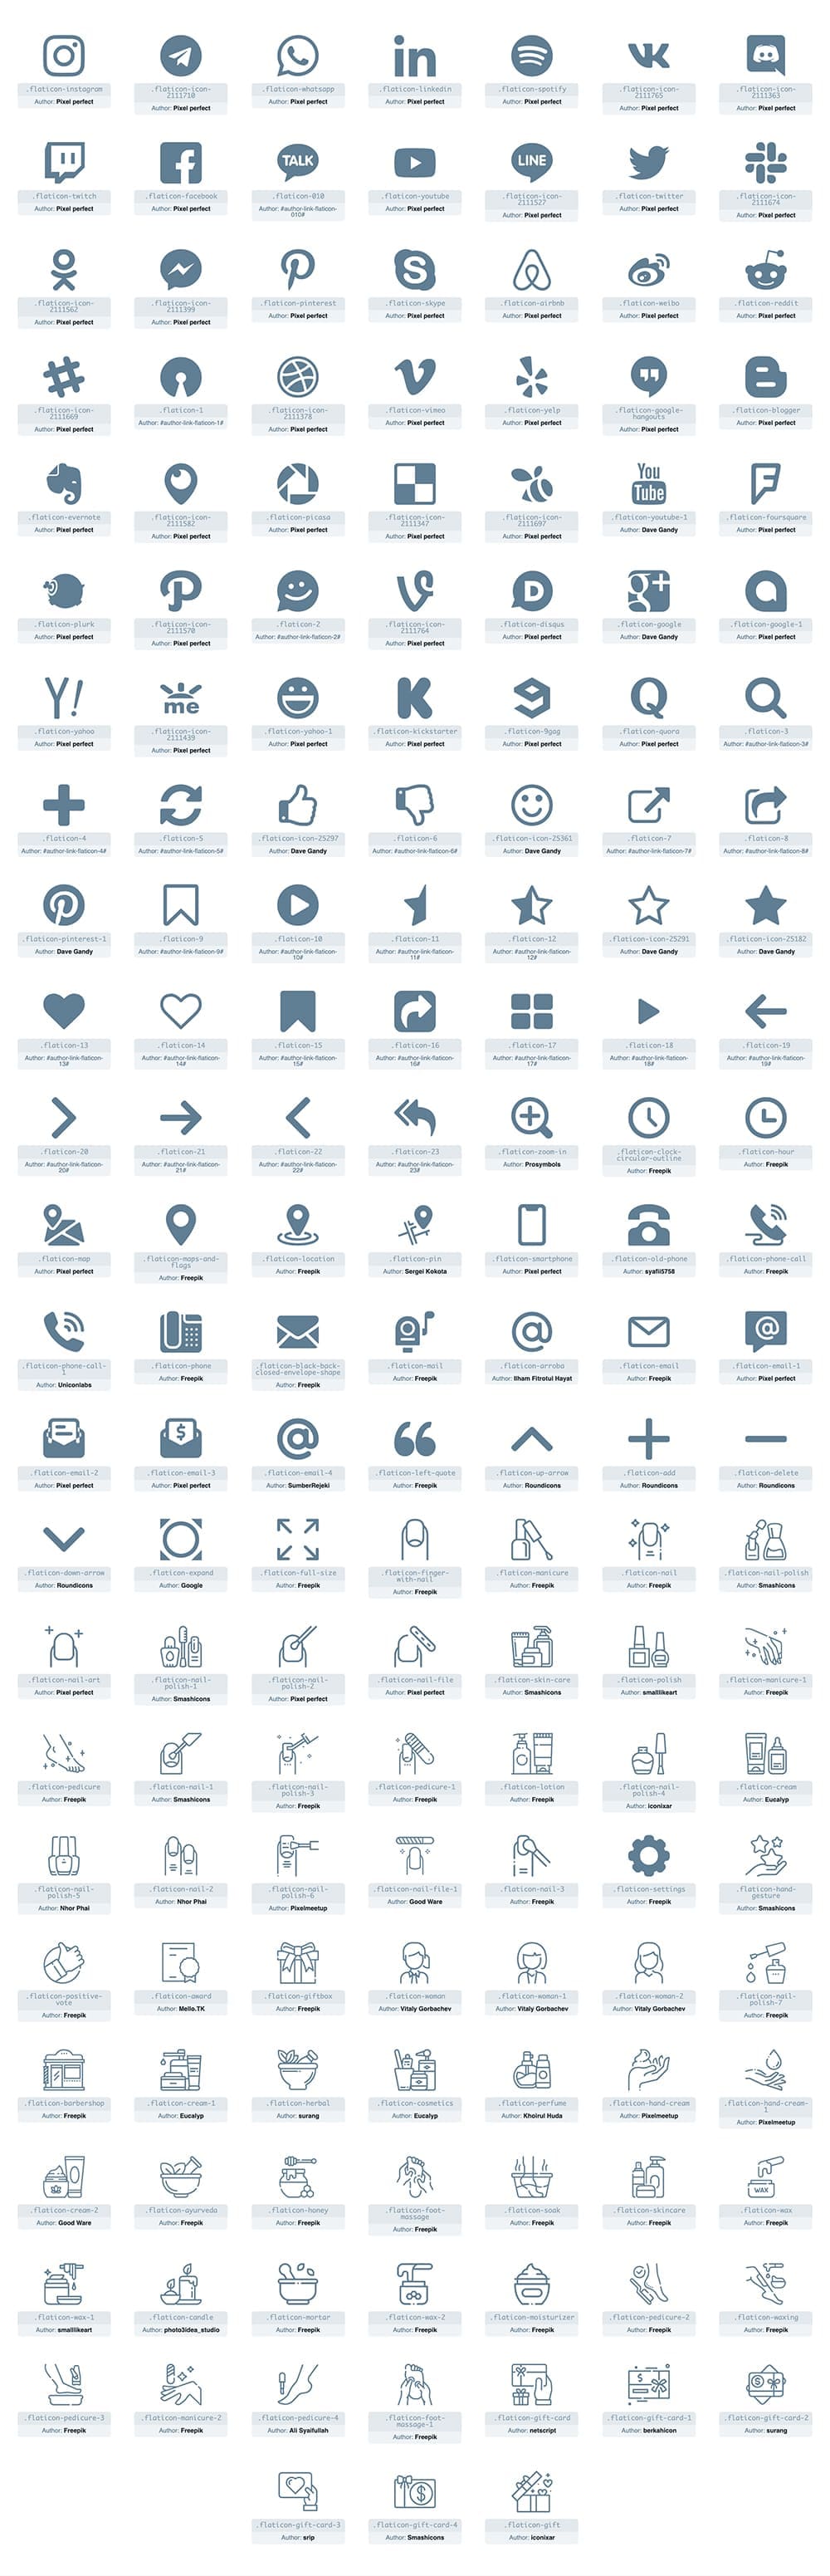 .flaticon-instagram
.flaticon-icon-
2111710
.flaticon-whatsapp
.flaticon-linkedin
.flaticon-spotify
.flaticon-icon-
2111765
.flaticon-icon-
2111363
Author: Pixel perfect
Author: Pixel perfect
Author: Pixel perfect
Author: Pixel perfect
Author: Pixel perfect
Author: Pixel perfect
Author: Pixel perfect
TALK
LINE
.flaticon-twitch
.flaticon-facebook
.flaticon-010
.flaticon-youtube
.flaticon-icon-
2111527
.flaticon-twitter
.flaticon-icon-
2111674
Author: Pixel perfect
Author: Pixel perfect
Author: #author-link-flaticon-
010#
Author: Pixel perfect
Author: Pixel perfect
Author: Pixel perfect
Author: Pixel perfect
.flaticon-icon-
2111562
.flaticon-icon-
2111399
.flaticon-pinterest
.flaticon-skype
.flaticon-airbnb
.flaticon-weibo
.flaticon-reddit
Author: Pixel perfect
Author: Pixel perfect
Author: Pixel perfect
Author: Pixel perfect
Author: Pixel perfect
Author: Pixel perfect
Author: Pixel perfect
.flaticon-icon-
2111669
.flaticon-1
.flaticon-icon-
2111378
.flaticon-vimeo
.flaticon-yelp
.flaticon-google-
hangouts
.flaticon-blogger
Author: Pixel perfect
Author: #author-link-flaticon-1#
Author: Pixel perfect
Author: Pixel perfect
Author: Pixel perfect
Author: Pixel perfect
Author: Pixel perfect
You
Tube
.flaticon-evernote
.flaticon-icon-
2111582
.flaticon-picasa
.flaticon-icon-
2111347
.flaticon-icon-
2111697
.flaticon-youtube-1
.flaticon-foursquare
Author: Pixel perfect
Author: Pixel perfect
Author: Pixel perfect
Author: Pixel perfect
Author: Pixel perfect
Author: Dave Gandy
Author: Pixel perfect
.flaticon-plurk
.flaticon-icon-
2111570
.flaticon-2
.flaticon-icon-
2111764
.flaticon-disqus
.flaticon-google
.flaticon-google-1
Author: Pixel perfect
Author: Pixel perfect
Author: #author-link-flaticon-2#
Author: Pixel perfect
Author: Pixel perfect
Author: Dave Gandy
Author: Pixel perfect
Y!
me
.flaticon-yahoo
.flaticon-icon-
2111439
.flaticon-yahoo-1
.flaticon-kickstarter
.flaticon-9gag
.flaticon-quora
.flaticon-3
Author: Pixel perfect
Author: Pixel perfect
Author: Pixel perfect
Author: Pixel perfect
Author: Pixel perfect
Author: Pixel perfect
Author: #author-link-flaticon-3#
.flaticon-4
.flaticon-5
.flaticon-icon-25297
.flaticon-6
.flaticon-icon-25361
.flaticon-7
.flaticon-8
Author: #author-link-flaticon-4#
Author: #author-link-flaticon-5#
Author: Dave Gandy
Author: #author-link-flaticon-6#
Author: Dave Gandy
Author: #author-link-flaticon-7#
Author: #author-link-flaticon-8#
.flaticon-pinterest-1
.flaticon-9
.flaticon-10
.flaticon-11
.flaticon-12
.flaticon-icon-25291
.flaticon-icon-25182
Author: Dave Gandy
Author: #author-link-flaticon-9#
Author: #author-link-flaticon-
10#
Author: #author-link-flaticon-
11#
Author: #author-link-flaticon-
12#
Author: Dave Gandy
Author: Dave Gandy
.flaticon-13
.flaticon-14
.flaticon-15
.flaticon-16
.flaticon-17
.flaticon-18
.flaticon-19
Author: #author-link-flaticon-
13#
Author: #author-link-flaticon-
14#
Author: #author-link-flaticon-
15#
Author: #author-link-flaticon-
16#
Author: #author-link-flaticon-
17#
Author: #author-link-flaticon-
18#
Author: #author-link-flaticon-
19#
.flaticon-20
.flaticon-21
.flaticon-22
.flaticon-23
.flaticon-zoom-in
.flaticon-clock-
circular-outline
.flaticon-hour
Author: #author-link-flaticon-
20#
Author: #author-link-flaticon-
21#
Author: #author-link-flaticon-
22#
Author: #author-link-flaticon-
23#
Author: Prosymbols
Author: Freepik
Author: Freepik
.flaticon-map
.flaticon-maps-and-
flags
.flaticon-location
.flaticon-pin
.flaticon-smartphone
.flaticon-old-phone
.flaticon-phone-call
Author: Pixel perfect
Author: Freepik
Author: Freepik
Author: Sergei Kokota
Author: Pixel perfect
Author: syafii5758
Author: Freepik
.flaticon-phone-call-
1
.flaticon-phone
.flaticon-black-back-
closed-envelope-shape
.flaticon-mail
.flaticon-arroba
.flaticon-email
.flaticon-email-1
Author: Uniconlabs
Author: Freepik
Author: Freepik
Author: Freepik
Author: Ilham Fitrotul Hayat
Author: Freepik
Author: Pixel perfect
.flaticon-email-2
.flaticon-email-3
.flaticon-email-4
.flaticon-left-quote
.flaticon-up-arrow
.flaticon-add
.flaticon-delete
Author: Pixel perfect
Author: Pixel perfect
Author: SumberRejeki
Author: Freepik
Author: Roundicons
Author: Roundicons
Author: Roundicons
.flaticon-down-arrow
.flaticon-expand
.flaticon-full-size
.flaticon-finger-
with-nail
.flaticon-manicure
.flaticon-nail
.flaticon-nail-polish
Author: Roundicons
Author: Google
Author: Freepik
Author: Freepik
Author: Freepik
Author: Freepik
Author: Smashicons
.flaticon-nail-art
.flaticon-nail-
polish-1
.flaticon-nail-
polish-2
.flaticon-nail-file
.flaticon-skin-care
.flaticon-polish
.flaticon-manicure-1
Author: Pixel perfect
Author: Smashicons
Author: Pixel perfect
Author: Pixel perfect
Author: Smashicons
Author: smalllikeart
Author: Freepik
.flaticon-pedicure
.flaticon-nail-1
.flaticon-nail-
polish-3
.flaticon-pedicure-1
.flaticon-lotion
.flaticon-nail-
polish-4
.flaticon-cream
Author: Freepik
Author: Smashicons
Author: Freepik
Author: Freepik
Author: Freepik
Author: iconixar
Author: Eucalyp
.flaticon-nail-
polish-5
.flaticon-nail-2
.flaticon-nail-
polish-6
.flaticon-nail-file-1
.flaticon-nail-3
.flaticon-settings
.flaticon-hand-
gesture
Author: Nhor Phai
Author: Nhor Phai
Author: Pixelmeetup
Author: Good Ware
Author: Freepik
Author: Freepik
Author: Smashicons
.flaticon-positive-
vote
.flaticon-award
.flaticon-giftbox
.flaticon-woman
.flaticon-woman-1
.flaticon-woman-2
.flaticon-nail-
polish-7
Author: Freepik
Author: Mello.TK
Author: Freepik
Author: Vitaly Gorbachev
Author: Vitaly Gorbachev
Author: Vitaly Gorbachev
Author: Freepik
.flaticon-barbershop
.flaticon-cream-1
.flaticon-herbal
.flaticon-cosmetics
.flaticon-perfume
.flaticon-hand-cream
.flaticon-hand-cream-
1
Author: Freepik
Author: Eucalyp
Author: surang
Author: Eucalyp
Author: Khoirul Huda
Author: Pixelmeetup
Author: Pixelmeetup
WAX
.flaticon-cream-2
.flaticon-ayurveda
.flaticon-honey
.flaticon-foot-
massage
.flaticon-soak
.flaticon-skincare
.flaticon-wax
Author: Good Ware
Author: Freepik
Author: Freepik
Author: Freepik
Author: Freepik
Author: Freepik
Author: Freepik
.flaticon-wax-1
.flaticon-candle
.flaticon-mortar
.flaticon-wax-2
.flaticon-moisturizer
.flaticon-pedicure-2
.flaticon-waxing
Author: smalllikeart
Author: photo3idea_studio
Author: Freepik
Author: Freepik
Author: Freepik
Author: Freepik
Author: Freepik
.flaticon-pedicure-3
.flaticon-manicure-2
.flaticon-pedicure-4
.flaticon-foot-
massage-1
.flaticon-gift-card
.flaticon-gift-card-1
.flaticon-gift-card-2
Author: Freepik
Author: Freepik
Author: Ali Syaifullah
Author: Freepik
Author: netscript
Author: berkahicon
Author: surang
.flaticon-gift-card-3
.flaticon-gift-card-4
.flaticon-gift
Author: srip
Author: Smashicons
Author: iconixar